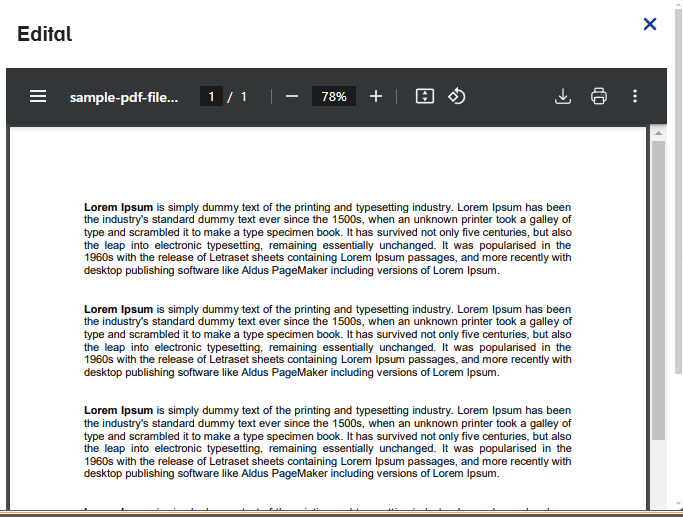 Edital
sample-pdf-file... 1 / 1 78%
Lorem Ipsum is simply dummy text of the printing and typesetting industry. Lorem Ipsum has been
the industry's standard dummy text ever since the 1500s, when an unknown printer took a galley of
type and scrambled it to make a type specimen book. It has survived not only five centuries, but also
the leap into electronic typesetting, remaining essentially unchanged. It was popularised in the
1960s with the release of Letraset sheets containing Lorem Ipsum passages, and more recently with
desktop publishing software like Aldus PageMaker including versions of Lorem Ipsum.
Lorem Ipsum is simply dummy text of the printing and typesetting industry. Lorem Ipsum has been
the industry's standard dummy text ever since the 1500s, when an unknown printer took a galley of
type and scrambled it to make a type specimen book. It has survived not only five centuries, but also
the leap into electronic typesetting, remaining essentially unchanged. It was popularised in the
1960s with the release of Letraset sheets containing Lorem Ipsum passages, and more recently with
desktop publishing software like Aldus PageMaker including versions of Lorem Ipsum.
Lorem Ipsum is simply dummy text of the printing and typesetting industry. Lorem Ipsum has been
the industry's standard dummy text ever since the 1500s, when an unknown printer took a galley of
type and scrambled it to make a type specimen book. It has survived not only five centuries, but also
the leap into electronic typesetting, remaining essentially unchanged. It was popularised in the
1960s with the release of Letraset sheets containing Lorem Ipsum passages, and more recently with
desktop publishing software like Aldus PageMaker including versions of Lorem Ipsum.